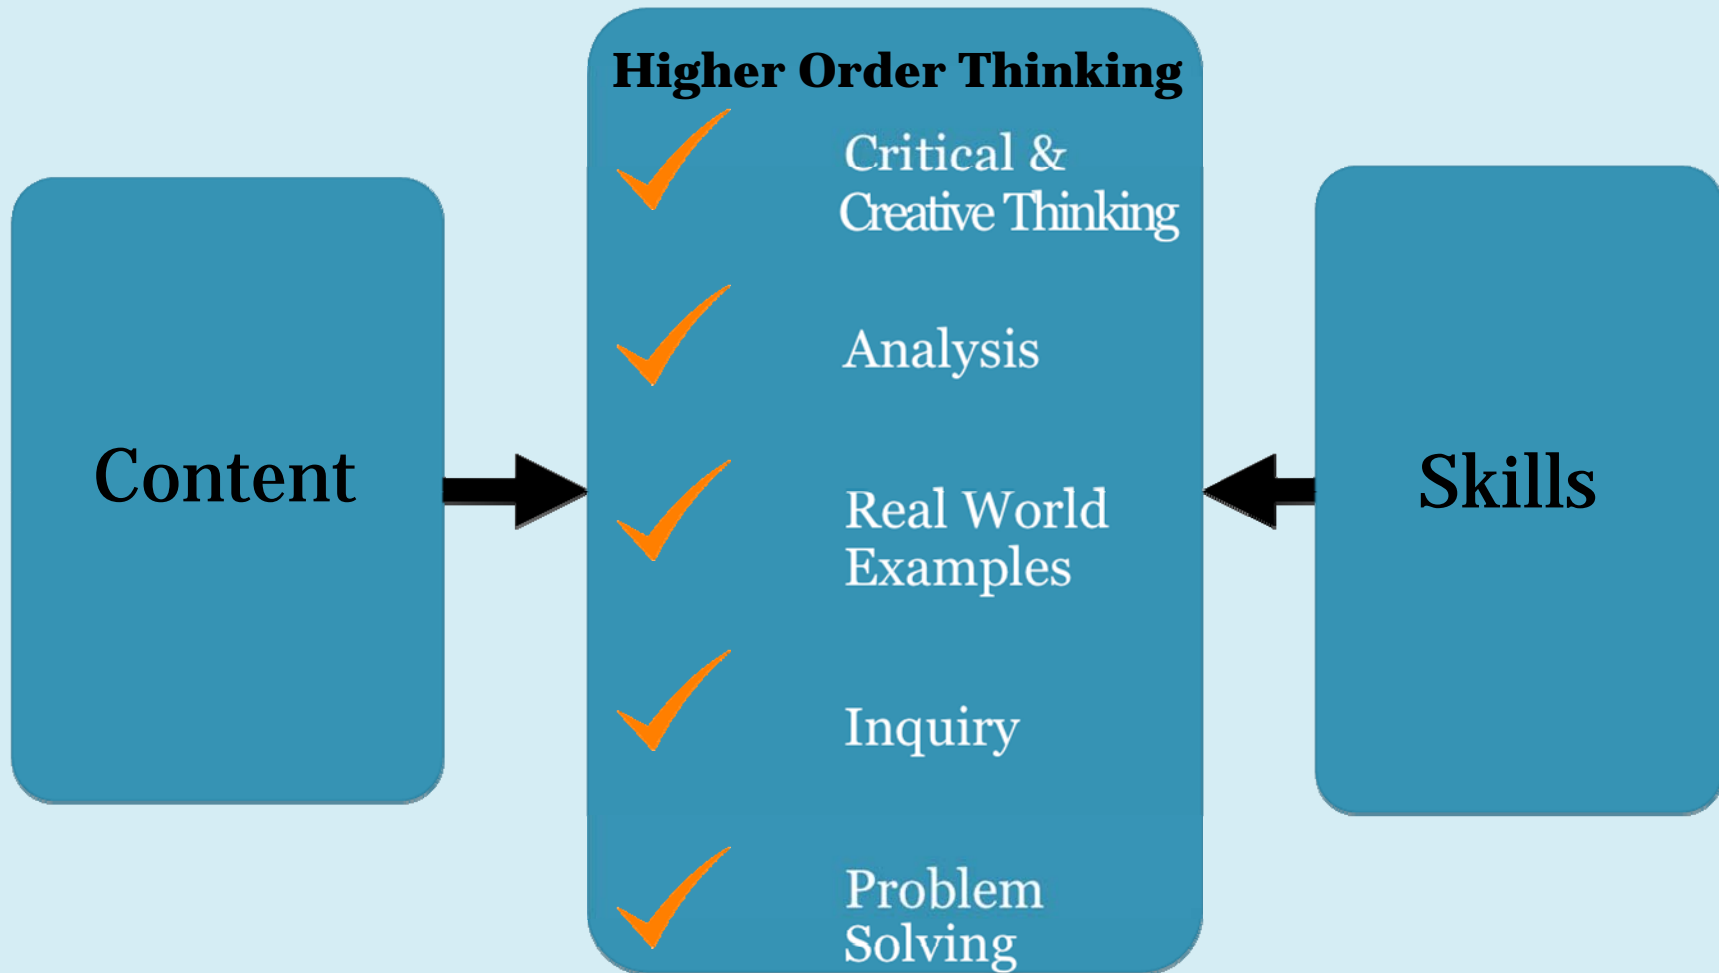 Higher Order Thinking
Critical &
Creative Thinking
Analysis
Real World
Examples
Inquiry
Problem
Solving
Content
Skills